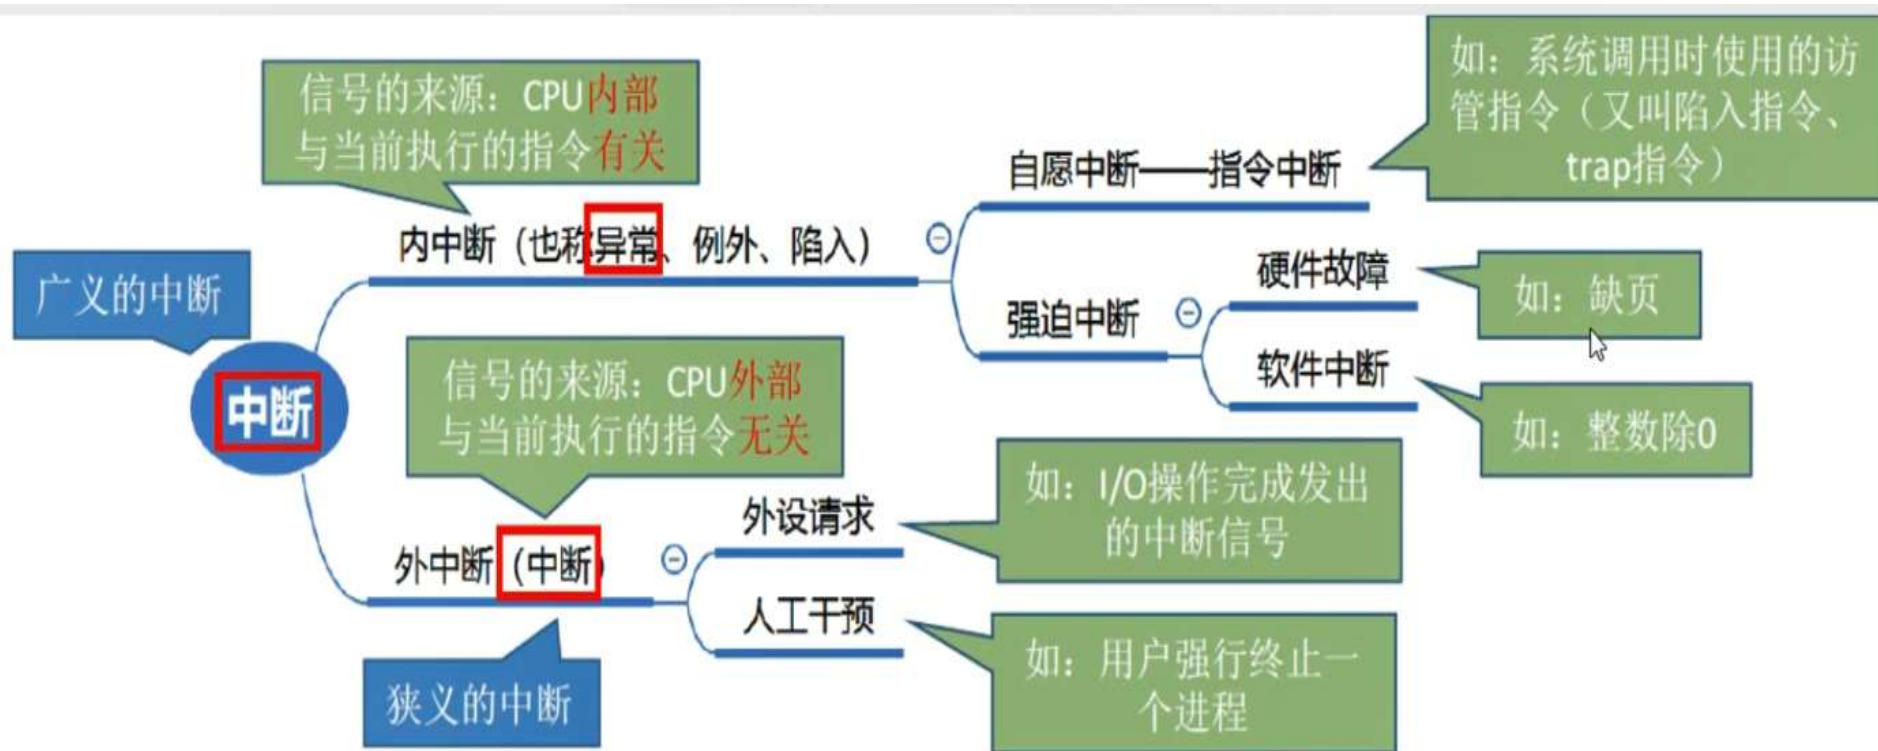 信号的来源：CPU内部
与当前执行的指令有关
如：系统调用时使用的访
管指令（又叫陷入指令、
trap指令）
自愿中断——指令中断
内中断（也称异常、例外、陷入）
广义的中断
硬件故障
如：缺页
强迫中断
软件中断
如：整数除0
中断
信号的来源：CPU外部
与当前执行的指令无关
外设请求
如：I/O操作完成发出
的中断信号
外中断（中断）
人工干预
如：用户强行终止一
个进程
狭义的中断